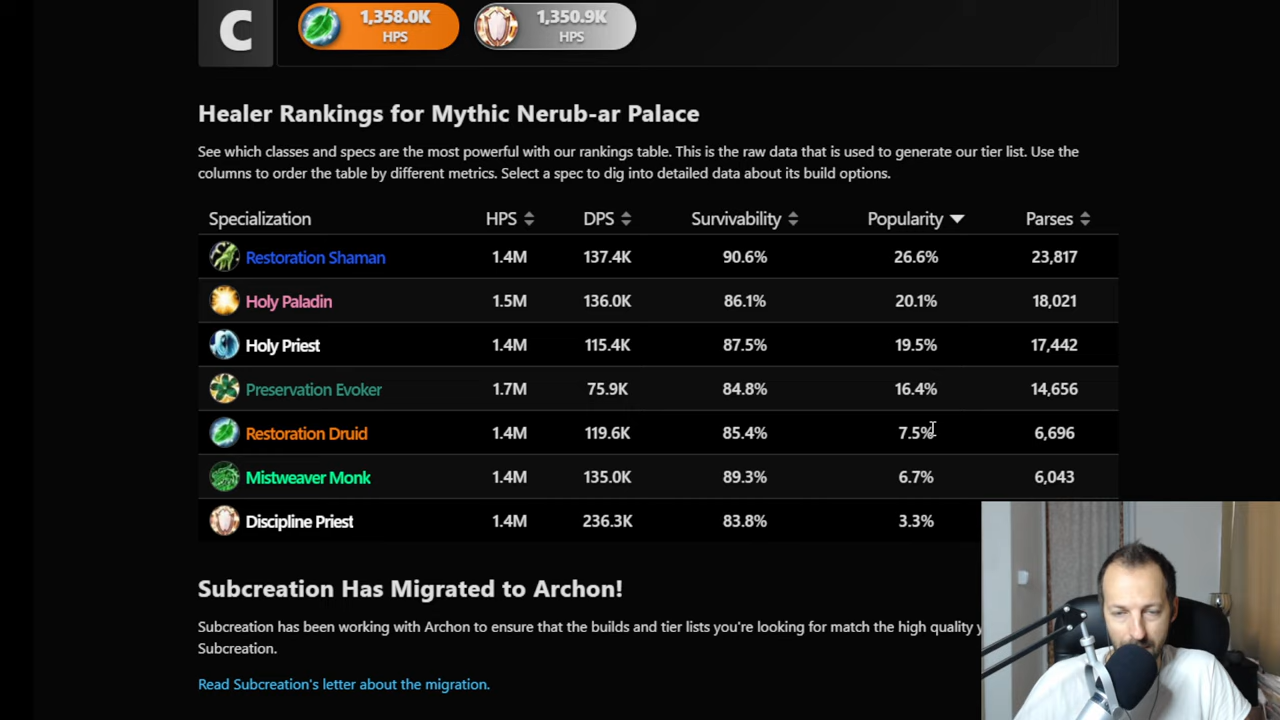 C
1,358.0K
HPS
1,350.9K
HPS
Healer Rankings for Mythic Nerub-ar Palace
See which classes and specs are the most powerful with our rankings table. This is the raw data that is used to generate our tier list. Use the
columns to order the table by different metrics. Select a spec to dig into detailed data about its build options.
Specialization HPS DPS Survivability Popularity Parses
Restoration Shaman 1.4M 137.4K 90.6% 26.6% 23,817
Holy Paladin 1.5M 136.0K 86.1% 20.1% 18,021
Holy Priest 1.4M 115.4K 87.5% 19.5% 17,442
Preservation Evoker 1.7M 75.9K 84.8% 16.4% 14,656
Restoration Druid 1.4M 119.6K 85.4% 7.5% 6,696
Mistweaver Monk 1.4M 135.0K 89.3% 6.7% 6,043
Discipline Priest 1.4M 236.3K 83.8% 3.3%
Subcreation Has Migrated to Archon!
Subcreation has been working with Archon to ensure that the builds and tier lists you're looking for match the high quality
Subcreation.
Read Subcreation's letter about the migration.